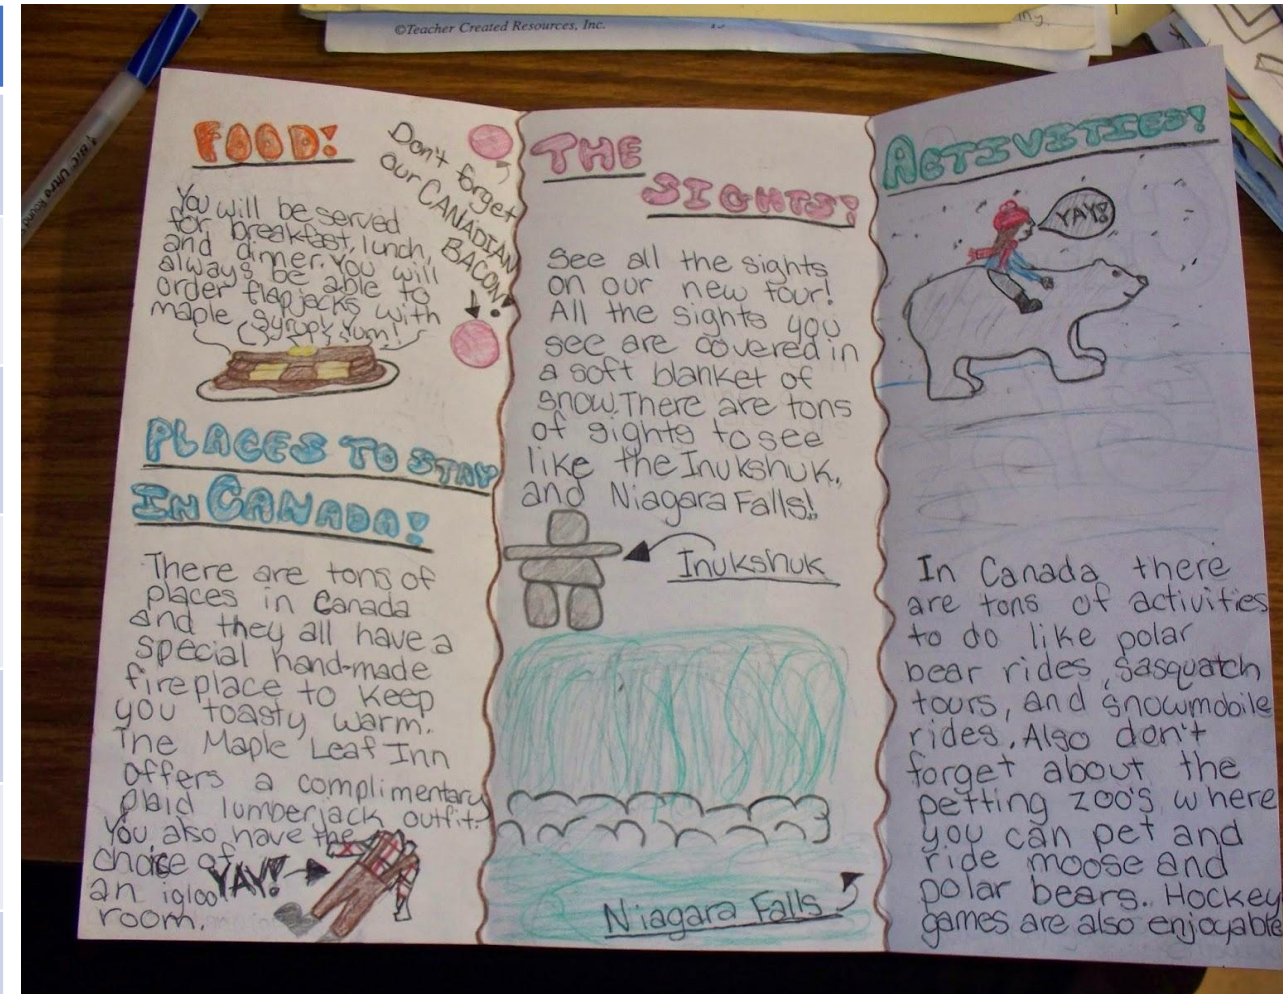 ©Teacher Created Resources, Inc.
FOOD!
You will be served
for breakfast, lunch,
and dinner. You will
always be able to
order flapjacks with
maple syrup! Yum!
Don't forget
our CANADIAN
BACON!
PLACES TO STAY
IN CANADA!
There are tons of
places in Canada
and they all have a
special hand-made
fireplace to keep
you toasty warm.
The Maple Leaf Inn
offers a complimentary
plaid lumberjack outfit.
You also have the
choice of
an igloo
room.
YAY!
THE
SIGHTS!
See all the sights
on our new tour!
All the sights you
see are covered in
a soft blanket of
snow. There are tons
of sights to see
like the Inukshuk,
and Niagara Falls!
Inukshuk
Niagara Falls
ACTIVITIES!
YAY!
In Canada there
are tons of activities
to do like polar
bear rides, sasquatch
tours, and snowmobile
rides. Also don't
forget about the
petting zoo's where
you can pet and
ride moose and
polar bears. Hockey
games are also enjoyable